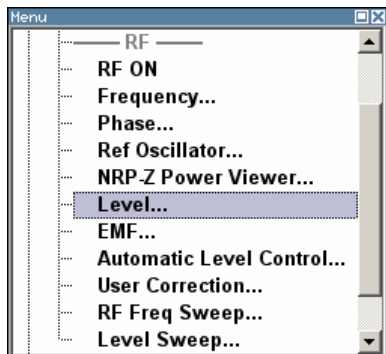 Menu
RF
RF ON
Frequency...
Phase...
Ref Oscillator...
NRP-Z Power Viewer...
Level...
EMF...
Automatic Level Control...
User Correction...
RF Freq Sweep...
Level Sweep...